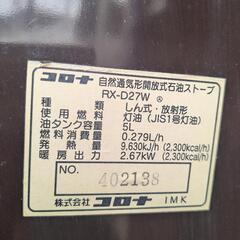 コロナ 自然通気形開放式石油ストーブ
RX-D27W Ⓐ
種類 しん式・放射形
使用燃料 灯油 (JIS1号灯油)
油タンク容量 5L
燃料消費量 0.279L/h
発熱量 9,630kJ/h (2,300kcal/h)
暖房出力 2.67kW (2,300kcal/h)
NO. 402138
株式会社 コロナ IMK